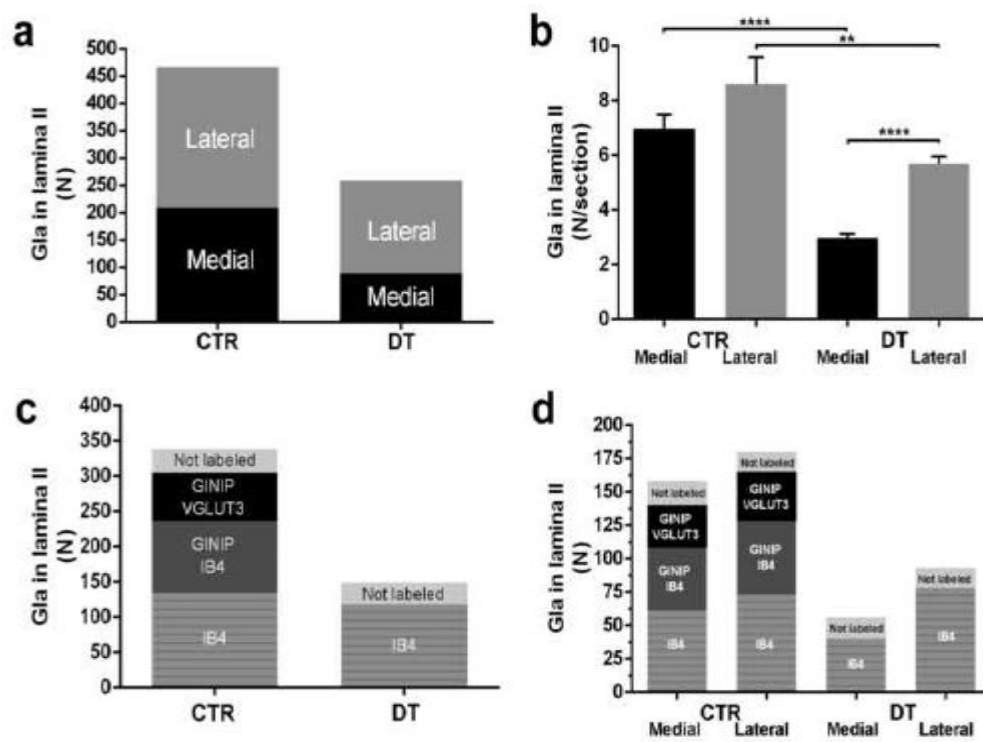 a
Gla in lamina II
(N)
500
450
400
350
300
250
200
150
100
50
0
Lateral
Medial
Lateral
Medial
CTR
DT
b
Gla in lamina II
(N/section)
10
8
6
4
2
0
****
**
****
CTR
DT
Medial
Lateral
Medial
Lateral
c
Gla in lamina II
(N)
400
350
300
250
200
150
100
50
0
Not labeled
GINIP
VGLUT3
GINIP
IB4
IB4
Not labeled
IB4
CTR
DT
d
Gla in lamina II
(N)
200
175
150
125
100
75
50
25
0
Not labeled
GINIP
VGLUT3
GINIP
IB4
IB4
Not labeled
GINIP
VGLUT3
GINIP
IB4
IB4
Not labeled
IB4
Not labeled
IB4
CTR
DT
Medial
Lateral
Medial
Lateral